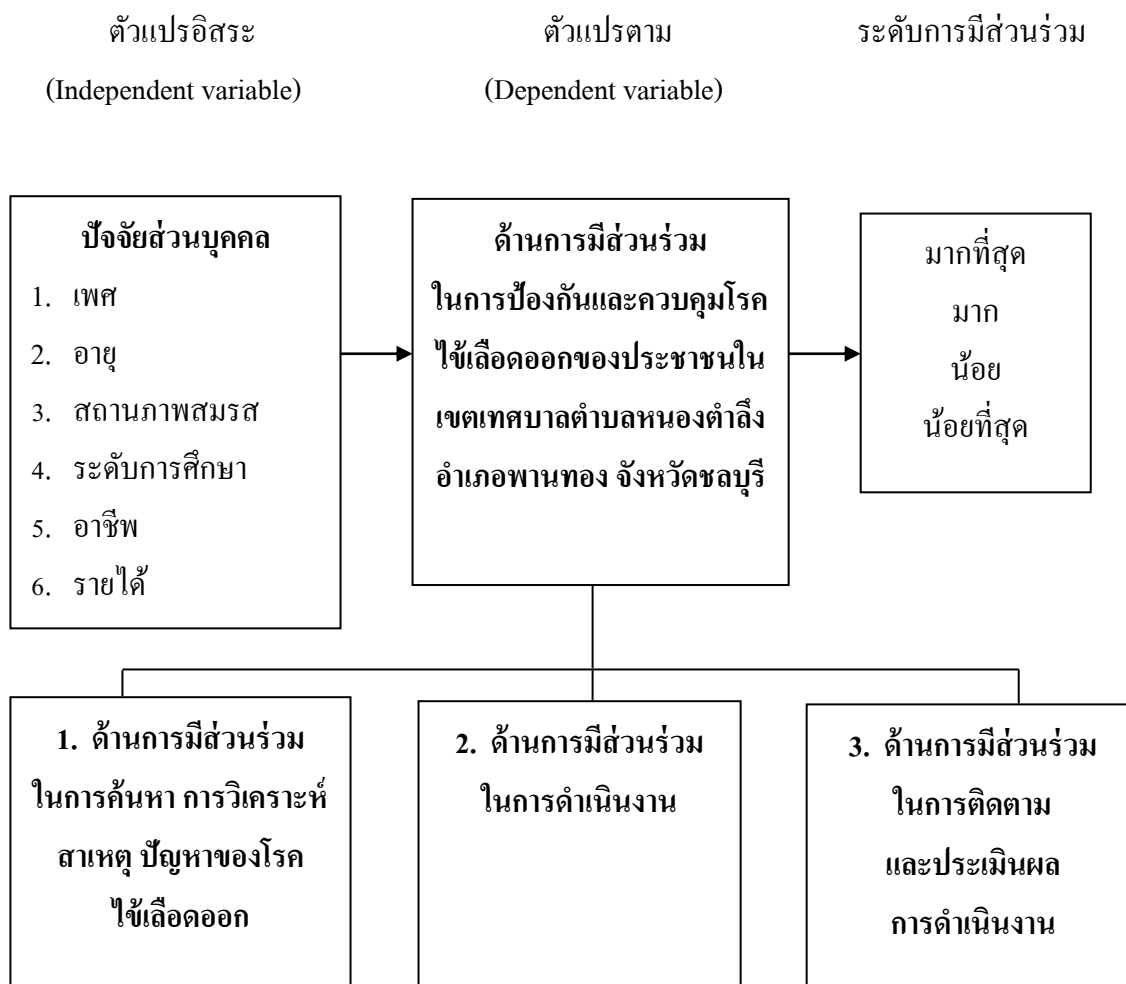 ตัวแปรอิสระ
(Independent variable)
ตัวแปรตาม
(Dependent variable)
ระดับการมีส่วนร่วม
ปัจจัยส่วนบุคคล
1. เพศ
2. อายุ
3. สถานภาพสมรส
4. ระดับการศึกษา
5. อาชีพ
6. รายได้
ด้านการมีส่วนร่วม
ในการป้องกันและควบคุมโรค
ไข้เลือดออกของประชาชนใน
เขตเทศบาลตำบลหนองตำลึง
อำเภอพานทอง จังหวัดชลบุรี
มากที่สุด
มาก
น้อย
น้อยที่สุด
1. ด้านการมีส่วนร่วม
ในการค้นหา การวิเคราะห์
สาเหตุ ปัญหาของโรค
ไข้เลือดออก
2. ด้านการมีส่วนร่วม
ในการดำเนินงาน
3. ด้านการมีส่วนร่วม
ในการติดตาม
และประเมินผล
การดำเนินงาน